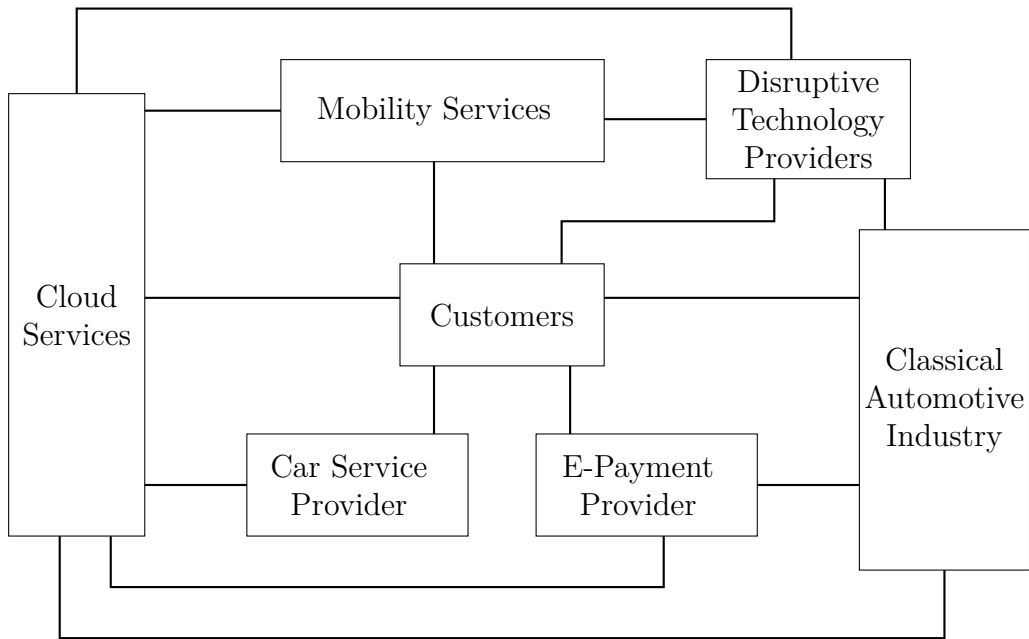 Mobility Services
Disruptive
Technology
Providers
Cloud
Services
Customers
Classical
Automotive
Industry
Car Service
Provider
E-Payment
Provider